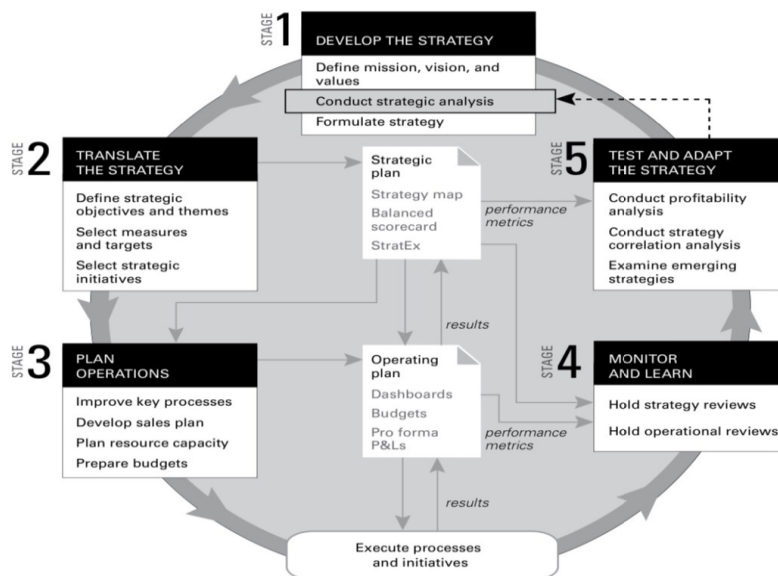 STAGE 1
DEVELOP THE STRATEGY
Define mission, vision, and
values
Conduct strategic analysis
Formulate strategy
STAGE 2
TRANSLATE
THE STRATEGY
Define strategic
objectives and themes
Select measures
and targets
Select strategic
initiatives
Strategic
plan
Strategy map
Balanced
scorecard
StratEx
performance
metrics
STAGE 5
TEST AND ADAPT
THE STRATEGY
Conduct profitability
analysis
Conduct strategy
correlation analysis
Examine emerging
strategies
results
STAGE 3
PLAN
OPERATIONS
Improve key processes
Develop sales plan
Plan resource capacity
Prepare budgets
Operating
plan
Dashboards
Budgets
Pro forma
P&Ls
performance
metrics
STAGE 4
MONITOR
AND LEARN
Hold strategy reviews
Hold operational reviews
results
Execute processes
and initiatives